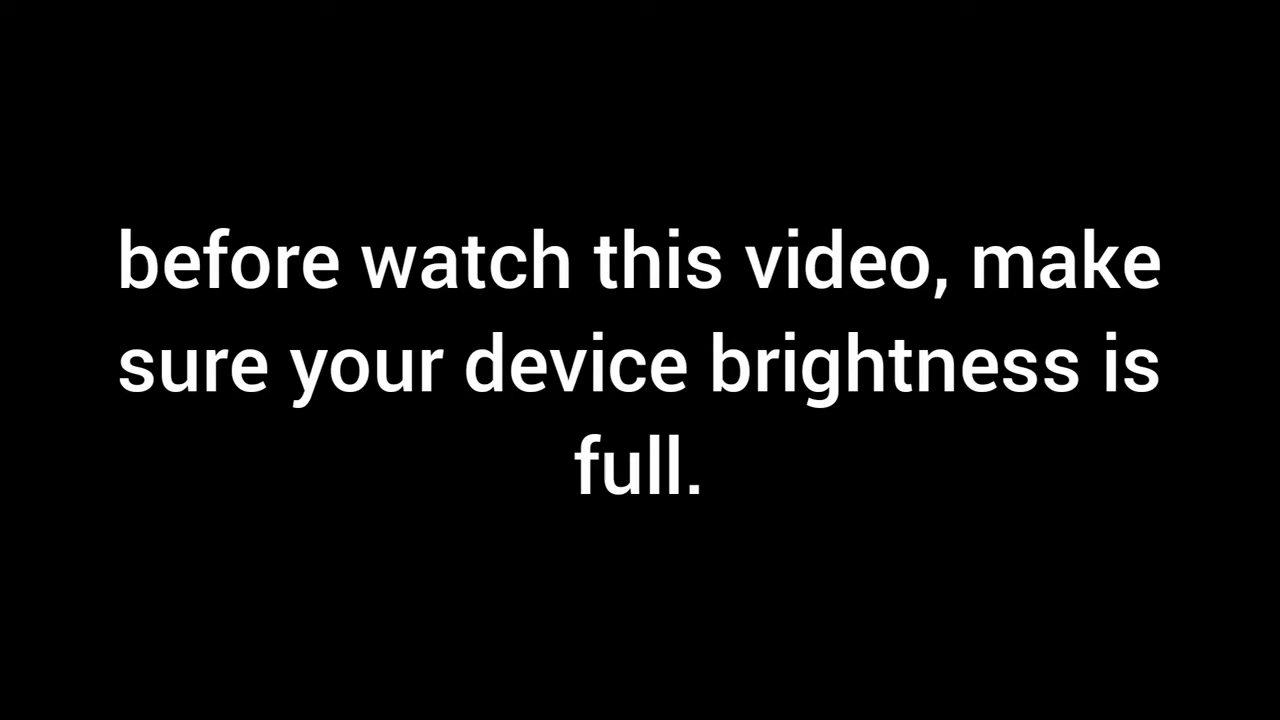 before watch this video, make
sure your device brightness is
full.